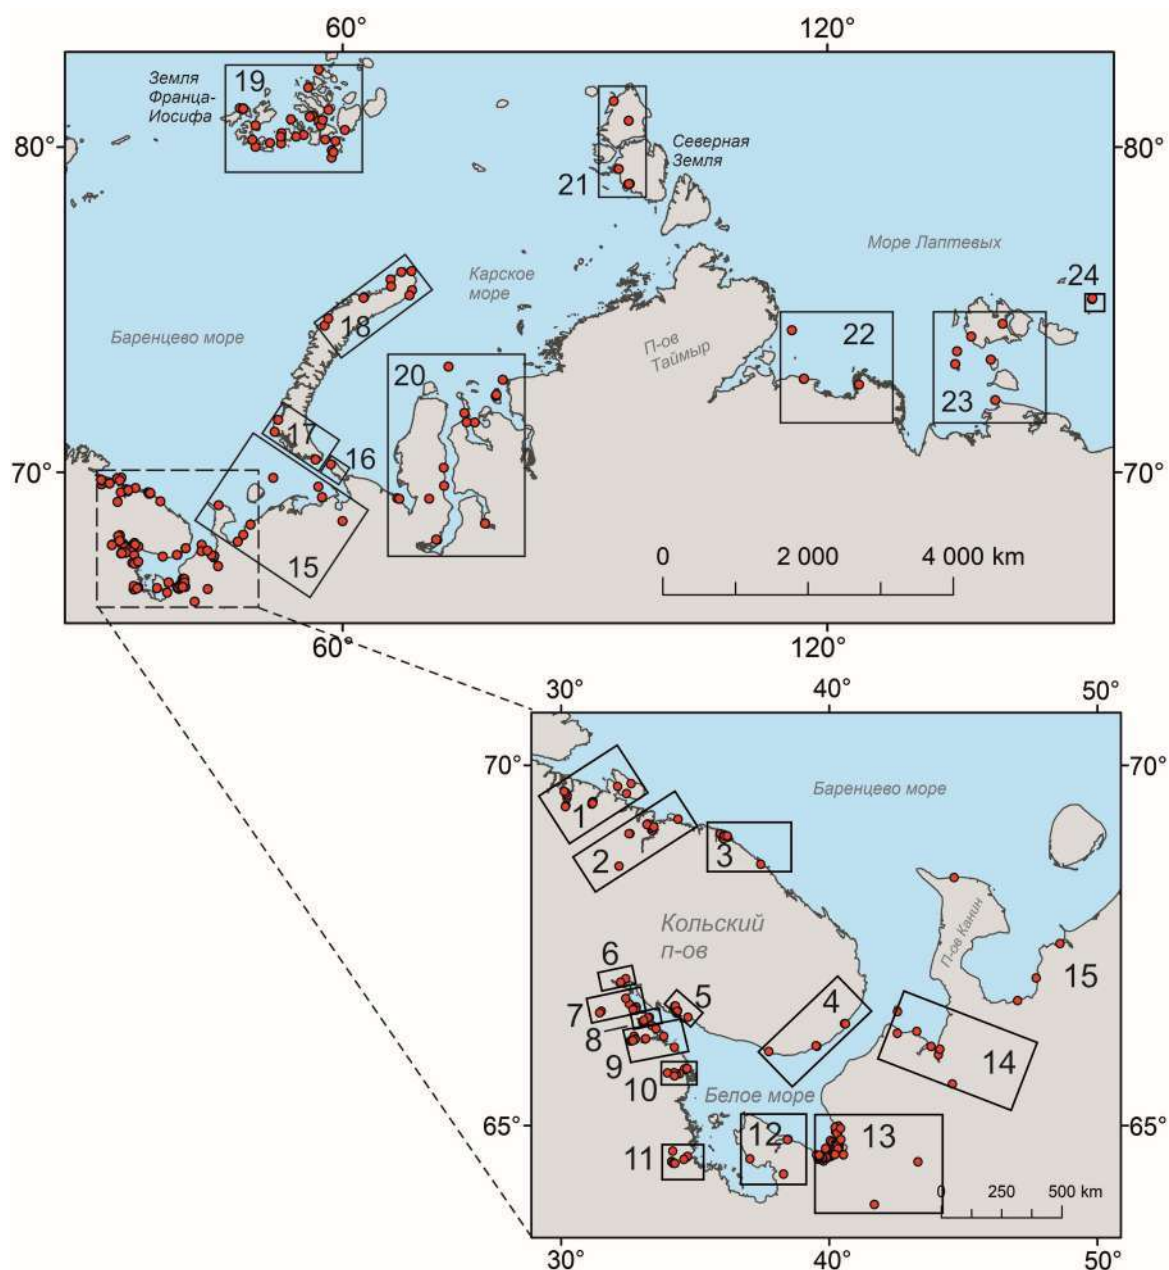 60°
120°
Земля
Франца-
Иосифа
19
80°
80°
Северная
Земля
21
Море Лаптевых
Карское
море
24
18
Баренцево море
П-ов
Таймыр
22
20
23
17
16
70°
70°
15
0
2 000
4 000 km
60°
120°
30°
40°
50°
70°
70°
Баренцево море
1
2
3
Кольский
п-ов
П-ов Канин
15
6
7
5
4
8
9
14
10
Белое море
65°
65°
12
13
11
0
250
500 km
30°
40°
50°